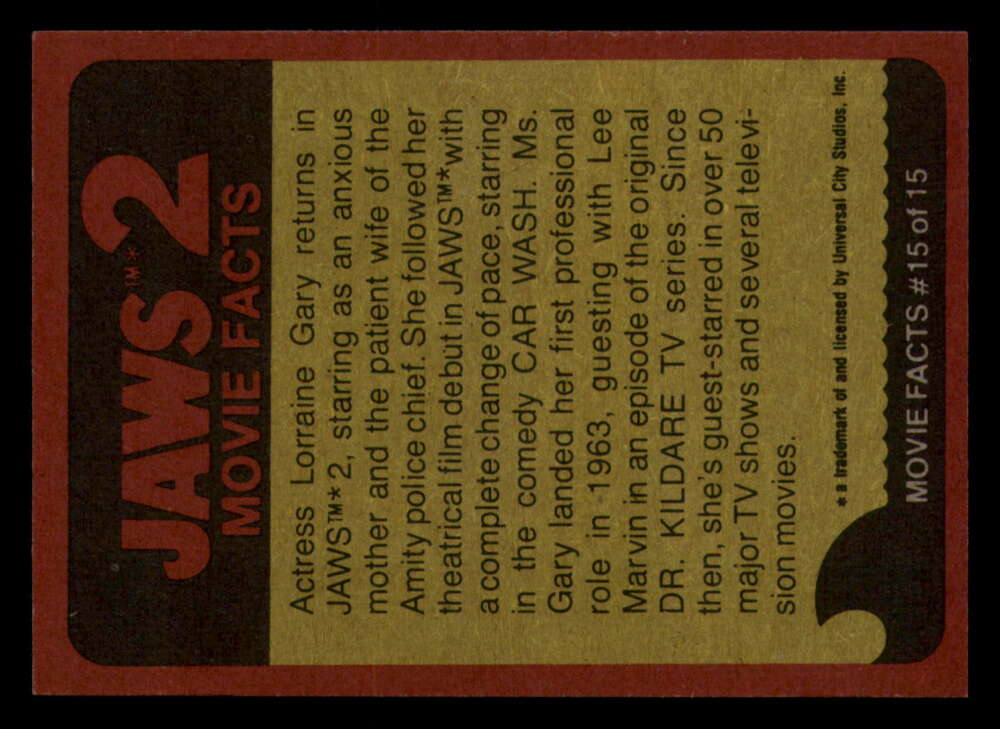 JAWS™* 2
MOVIE FACTS
Actress Lorraine Gary returns in
JAWS™* 2, starring as an anxious
mother and the patient wife of the
Amity police chief. She followed her
theatrical film debut in JAWS™* with
a complete change of pace, starring
in the comedy CAR WASH. Ms.
Gary landed her first professional
role in 1963, guesting with Lee
Marvin in an episode of the original
DR. KILDARE TV series. Since
then, she's guest-starred in over 50
major TV shows and several televi-
sion movies.
* a trademark of and licensed by Universal City Studios, Inc.
MOVIE FACTS #15 of 15